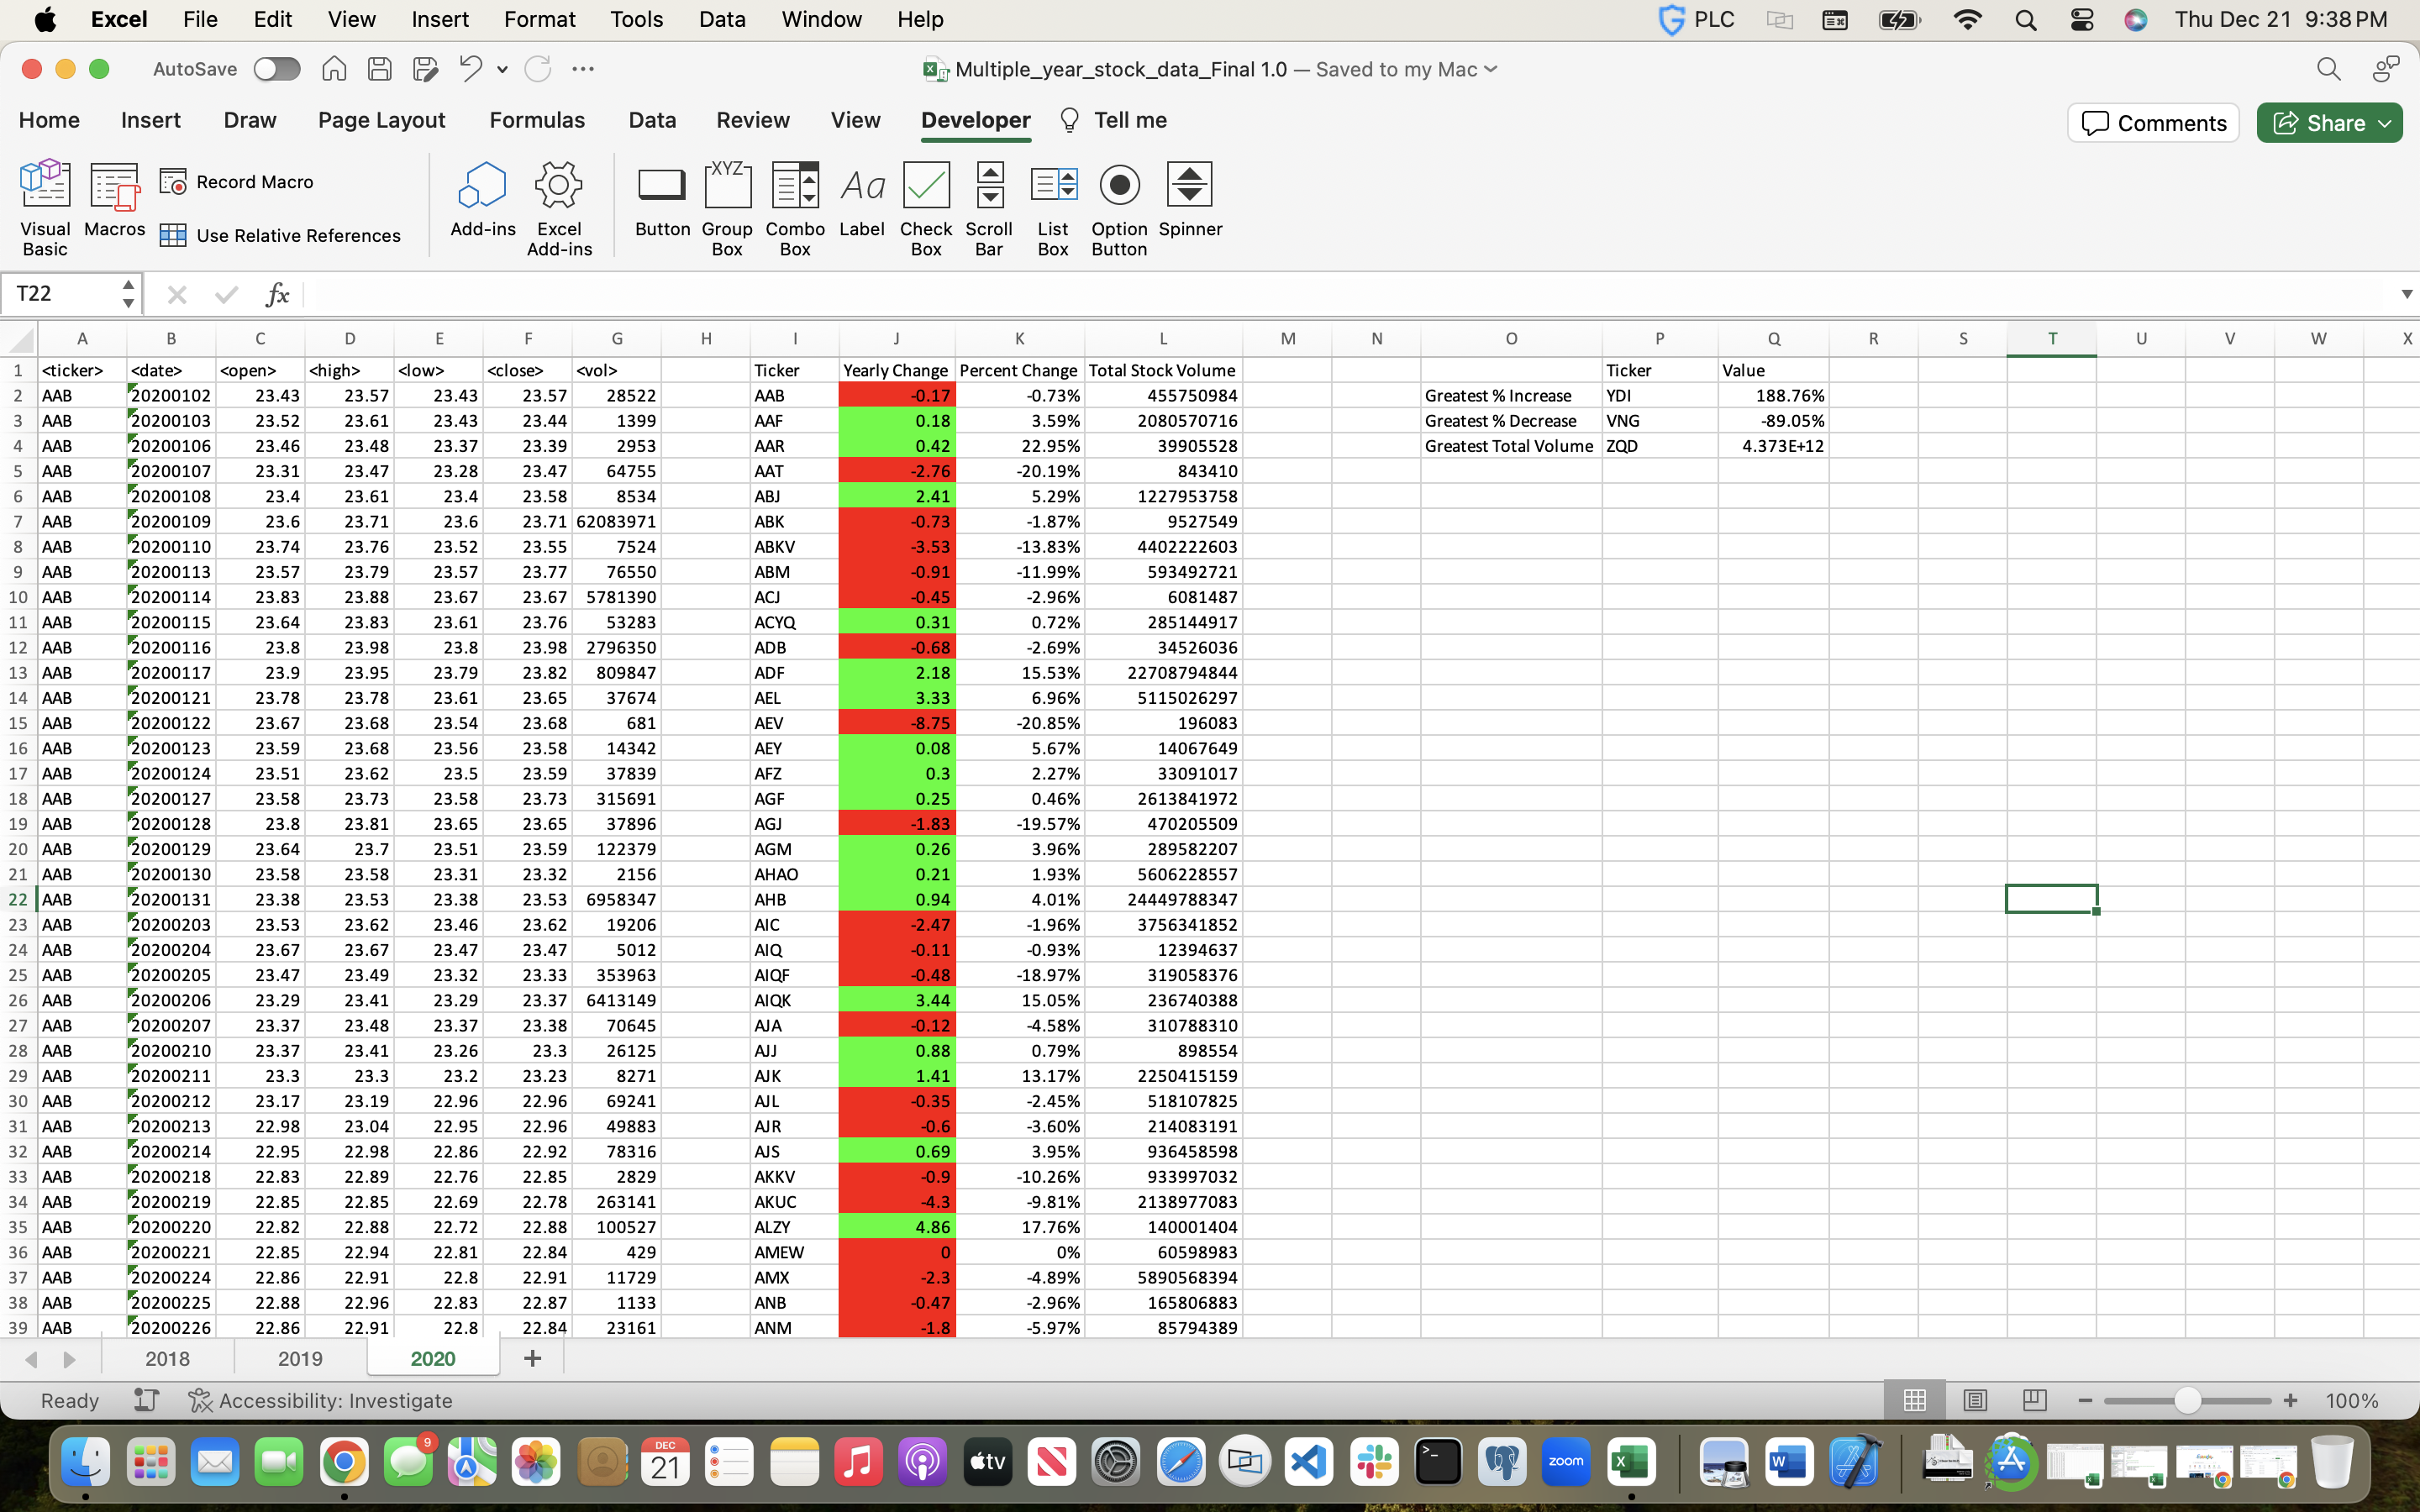 Excel File Edit View Insert Format Tools Data Window Help PLC Thu Dec 21 9:38 PM
AutoSave Multiple_year_stock_data_Final 1.0 — Saved to my Mac
Home Insert Draw Page Layout Formulas Data Review View Developer Tell me Comments Share
Visual Basic Macros Record Macro Use Relative References Add-ins Excel Add-ins Button XYZ Group Box Combo Box Aa Label Check Box Scroll Bar List Box Option Button Spinner
T22 fx
A B C D E F G H I J K L M N O P Q R S T U V W X
1 <ticker> <date> <open> <high> <low> <close> <vol> Ticker Yearly Change Percent Change Total Stock Volume Ticker Value
2 AAB 20200102 23.43 23.57 23.43 23.57 28522 AAB -0.17 -0.73% 455750984 Greatest % Increase YDI 188.76%
3 AAB 20200103 23.52 23.61 23.43 23.44 1399 AAF 0.18 3.59% 2080570716 Greatest % Decrease VNG -89.05%
4 AAB 20200106 23.46 23.48 23.37 23.39 2953 AAR 0.42 22.95% 39905528 Greatest Total Volume ZQD 4.373E+12
5 AAB 20200107 23.31 23.47 23.28 23.47 64755 AAT -2.76 -20.19% 843410
6 AAB 20200108 23.4 23.61 23.4 23.58 8534 ABJ 2.41 5.29% 1227953758
7 AAB 20200109 23.6 23.71 23.6 23.71 62083971 ABK -0.73 -1.87% 9527549
8 AAB 20200110 23.74 23.76 23.52 23.55 7524 ABKV -3.53 -13.83% 4402222603
9 AAB 20200113 23.57 23.79 23.57 23.77 76550 ABM -0.91 -11.99% 593492721
10 AAB 20200114 23.83 23.88 23.67 23.67 5781390 ACJ -0.45 -2.96% 6081487
11 AAB 20200115 23.64 23.83 23.61 23.76 53283 ACYQ 0.31 0.72% 285144917
12 AAB 20200116 23.8 23.98 23.8 23.98 2796350 ADB -0.68 -2.69% 34526036
13 AAB 20200117 23.9 23.95 23.79 23.82 809847 ADF 2.18 15.53% 22708794844
14 AAB 20200121 23.78 23.78 23.61 23.65 37674 AEL 3.33 6.96% 5115026297
15 AAB 20200122 23.67 23.68 23.54 23.68 681 AEV -8.75 -20.85% 196083
16 AAB 20200123 23.59 23.68 23.56 23.58 14342 AEY 0.08 5.67% 14067649
17 AAB 20200124 23.51 23.62 23.5 23.59 37839 AFZ 0.3 2.27% 33091017
18 AAB 20200127 23.58 23.73 23.58 23.73 315691 AGF 0.25 0.46% 2613841972
19 AAB 20200128 23.8 23.81 23.65 23.65 37896 AGJ -1.83 -19.57% 470205509
20 AAB 20200129 23.64 23.7 23.51 23.59 122379 AGM 0.26 3.96% 289582207
21 AAB 20200130 23.58 23.58 23.31 23.32 2156 AHAO 0.21 1.93% 5606228557
22 AAB 20200131 23.38 23.53 23.38 23.53 6958347 AHB 0.94 4.01% 24449788347
23 AAB 20200203 23.53 23.62 23.46 23.62 19206 AIC -2.47 -1.96% 3756341852
24 AAB 20200204 23.67 23.67 23.47 23.47 5012 AIQ -0.11 -0.93% 12394637
25 AAB 20200205 23.47 23.49 23.32 23.33 353963 AIQF -0.48 -18.97% 319058376
26 AAB 20200206 23.29 23.41 23.29 23.37 6413149 AIQK 3.44 15.05% 236740388
27 AAB 20200207 23.37 23.48 23.37 23.38 70645 AJA -0.12 -4.58% 310788310
28 AAB 20200210 23.37 23.41 23.26 23.3 26125 AJJ 0.88 0.79% 898554
29 AAB 20200211 23.3 23.3 23.2 23.23 8271 AJK 1.41 13.17% 2250415159
30 AAB 20200212 23.17 23.19 22.96 22.96 69241 AJL -0.35 -2.45% 518107825
31 AAB 20200213 22.98 23.04 22.95 22.96 49883 AJR -0.6 -3.60% 214083191
32 AAB 20200214 22.95 22.98 22.86 22.92 78316 AJS 0.69 3.95% 936458598
33 AAB 20200218 22.83 22.89 22.76 22.85 2829 AKKV -0.9 -10.26% 933997032
34 AAB 20200219 22.85 22.85 22.69 22.78 263141 AKUC -4.3 -9.81% 2138977083
35 AAB 20200220 22.82 22.88 22.72 22.88 100527 ALZY 4.86 17.76% 140001404
36 AAB 20200221 22.85 22.94 22.81 22.84 429 AMEW 0 0% 60598983
37 AAB 20200224 22.86 22.91 22.8 22.91 11729 AMX -2.3 -4.89% 5890568394
38 AAB 20200225 22.88 22.96 22.83 22.87 1133 ANB -0.47 -2.96% 165806883
39 AAB 20200226 22.86 22.91 22.8 22.84 23161 ANM -1.8 -5.97% 85794389
2018 2019 2020 +
Ready Accessibility: Investigate 100%
9 DEC 21 tv zoom X W